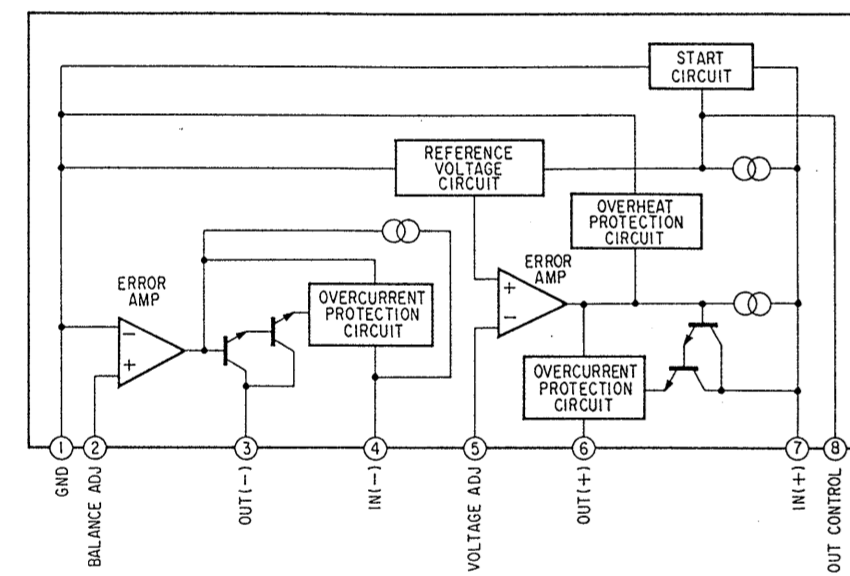 START
CIRCUIT
REFERENCE
VOLTAGE
CIRCUIT
OVERHEAT
PROTECTION
CIRCUIT
ERROR
AMP
ERROR
AMP
OVERCURRENT
PROTECTION
CIRCUIT
OVERCURRENT
PROTECTION
CIRCUIT
−
+
+
−
1
2
3
4
5
6
7
8
GND
BALANCE ADJ
OUT(−)
IN(−)
VOLTAGE ADJ
OUT(+)
IN(+)
OUT CONTROL